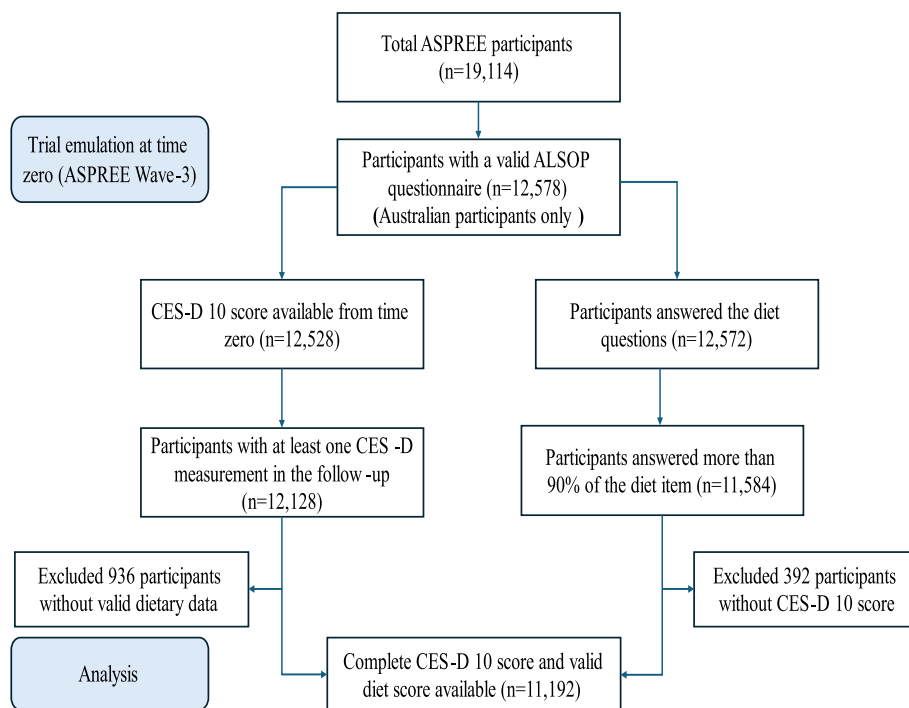 Total ASPREE participants
(n=19,114)
Trial emulation at time
zero (ASPREE Wave-3)
Participants with a valid ALSOP
questionnaire (n=12,578)
(Australian participants only )
CES-D 10 score available from time
zero (n=12,528)
Participants answered the diet
questions (n=12,572)
Participants with at least one CES -D
measurement in the follow -up
(n=12,128)
Participants answered more than
90% of the diet item (n=11,584)
Excluded 936 participants
without valid dietary data
Excluded 392 participants
without CES-D 10 score
Analysis
Complete CES-D 10 score and valid
diet score available (n=11,192)